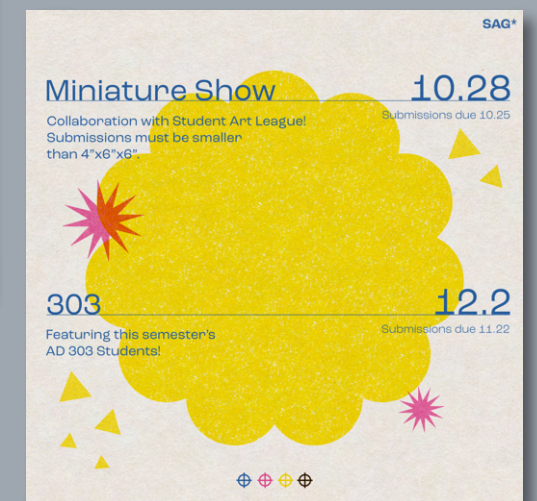 SAG*
Miniature Show
10.28
Submissions due 10.25
Collaboration with Student Art League!
Submissions must be smaller
than 4"x6"x6".
303
12.2
Submissions due 11.22
Featuring this semester's
AD 303 Students!